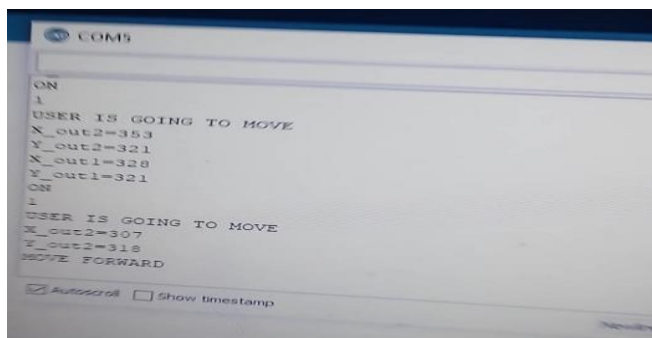 COM5
ON
1
USER IS GOING TO MOVE
X_out2=353
Y_out2=321
X_out1=328
Y_out1=321
ON
1
USER IS GOING TO MOVE
X_out2=307
Y_out2=318
MOVE FORWARD
Autoscroll Show timestamp